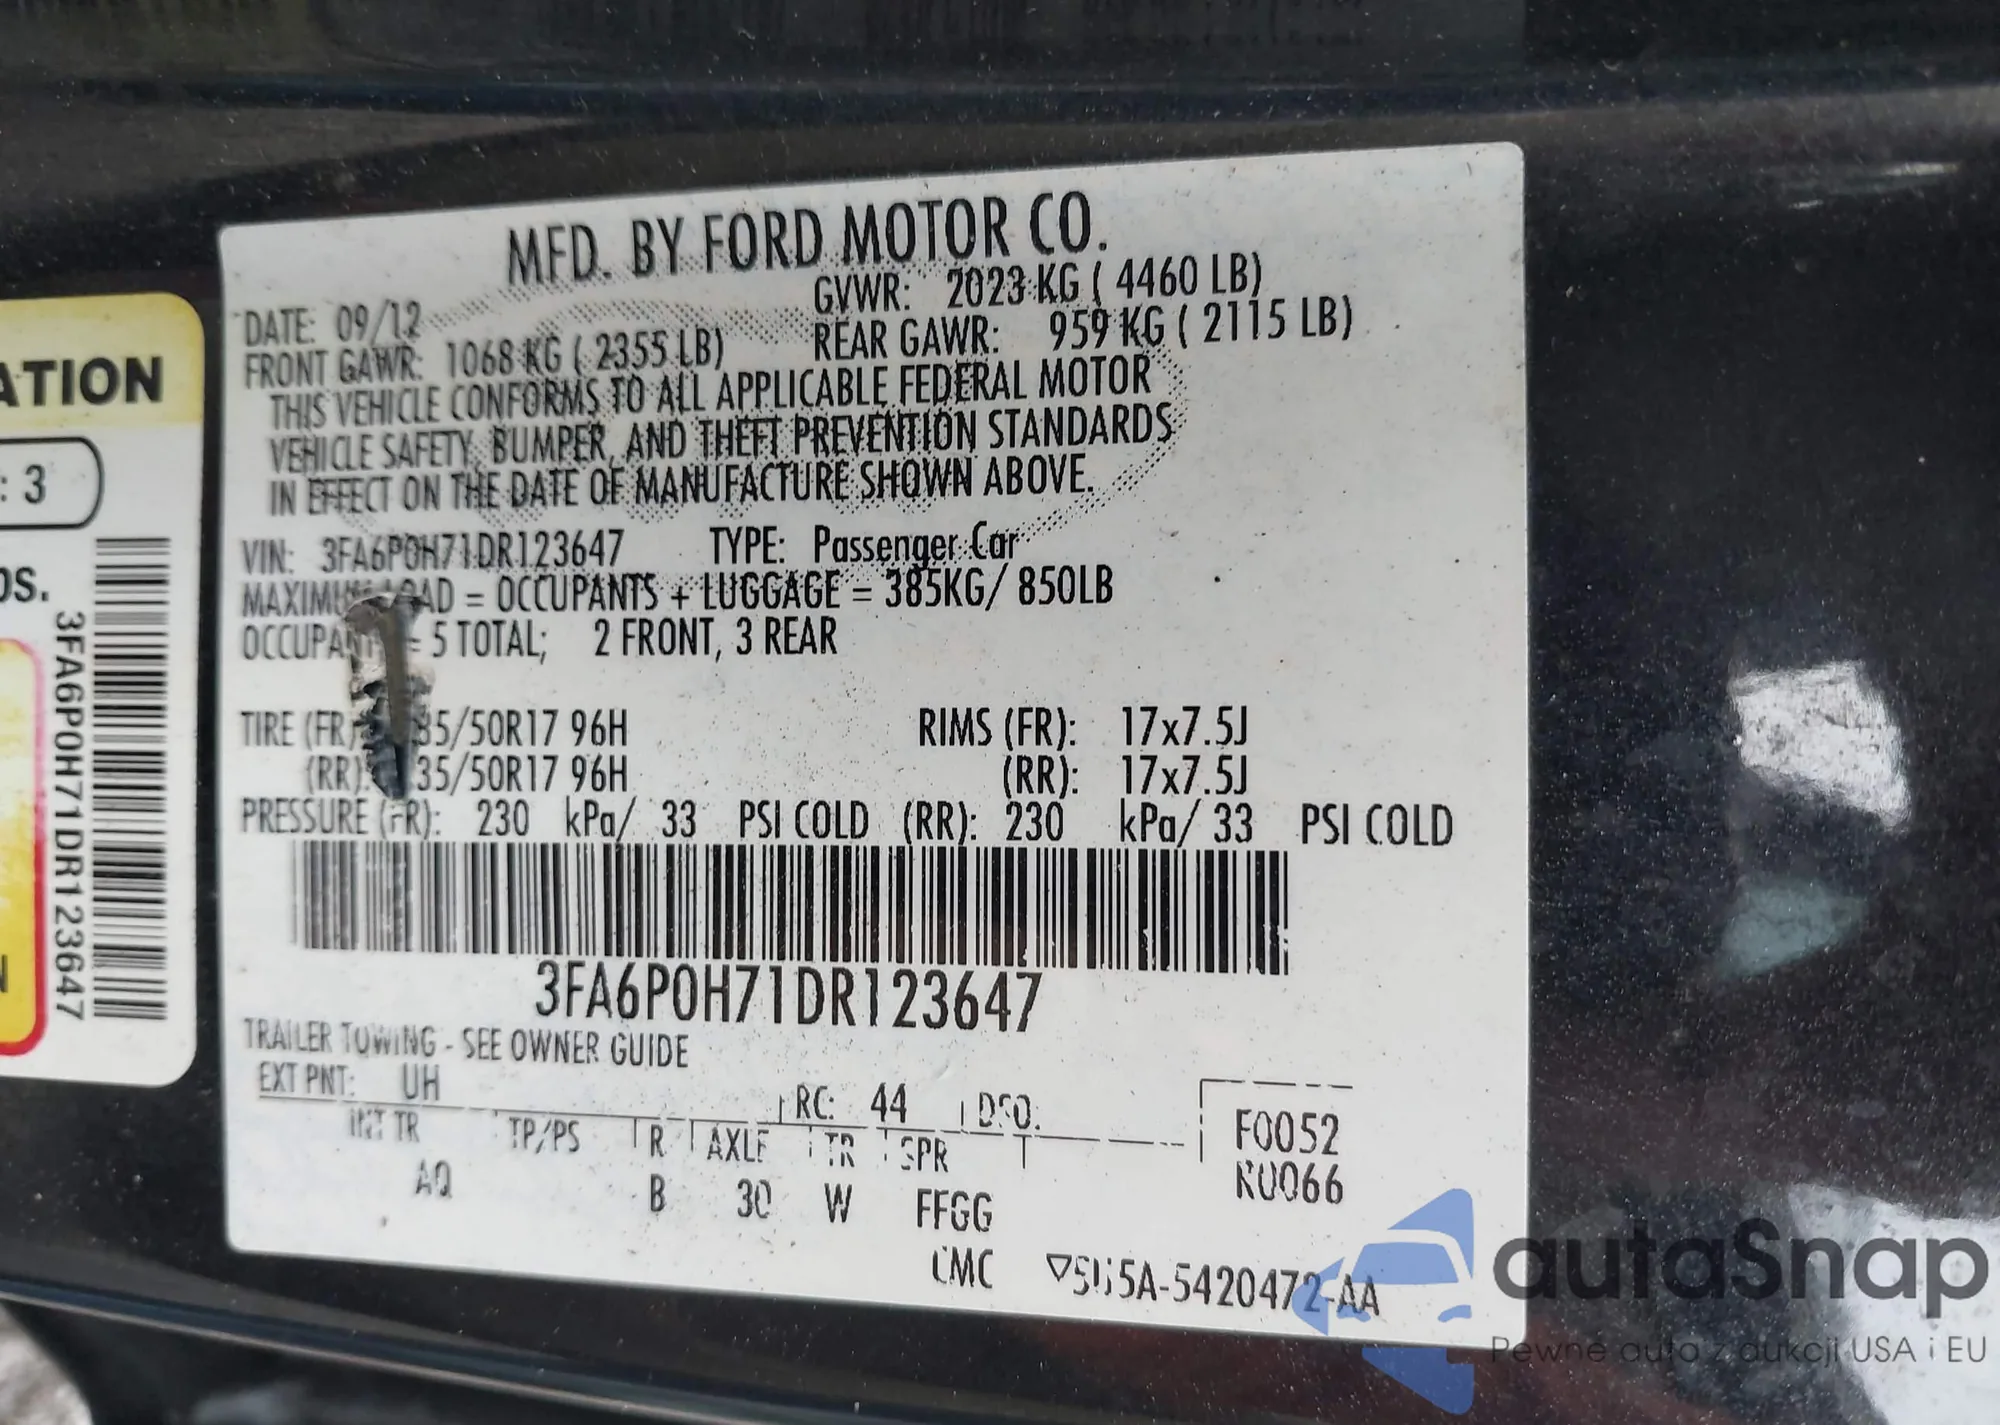 MFD. BY FORD MOTOR CO.
DATE: 09/12 GVWR: 2023 KG ( 4460 LB)
FRONT GAWR: 1068 KG ( 2355 LB) REAR GAWR: 959 KG ( 2115 LB)
THIS VEHICLE CONFORMS TO ALL APPLICABLE FEDERAL MOTOR
VEHICLE SAFETY, BUMPER, AND THEFT PREVENTION STANDARDS
IN EFFECT ON THE DATE OF MANUFACTURE SHOWN ABOVE.
VIN: 3FA6P0H71DR123647 TYPE: Passenger Car
= OCCUPANTS + LUGGAGE = 385KG/ 850LB
= 5 TOTAL; 2 FRONT, 3 REAR
TIRE (FR) 35/50R17 96H RIMS (FR): 17x7.5J
(RR): 35/50R17 96H (RR): 17x7.5J
PRESSURE (FR): 230 kPa/ 33 PSI COLD (RR): 230 kPa/ 33 PSI COLD
3FA6P0H71DR123647
TRAILER TOWING - SEE OWNER GUIDE
EXT PNT: UH RC: 44 DSO:
INT TR TP/PS R AXLE TR SPR
AQ B 30 W FFGG
F0052
K0066
CMC 5U5A-5420472-AA
ATION
: 3
3FA6P0H71DR123647
autaSnap
Pewne auta z aukcji USA i EU